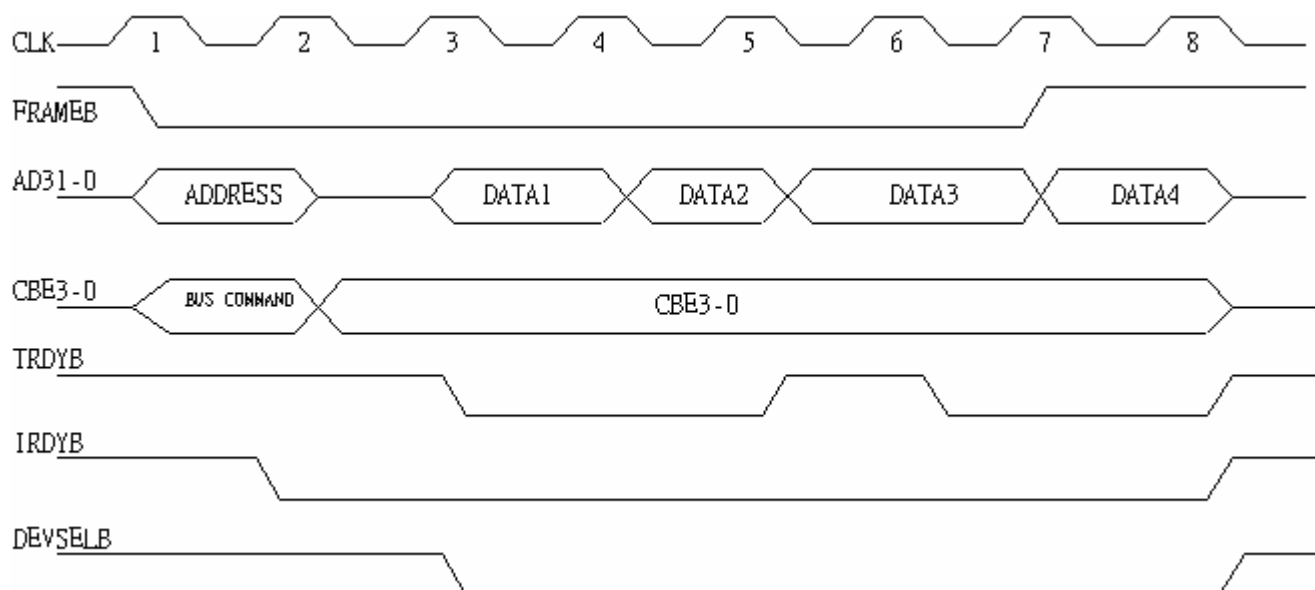 CLK 1 2 3 4 5 6 7 8
FRAMEB
AD31-0 ADDRESS DATA1 DATA2 DATA3 DATA4
CBE3-0 BUS COMMAND CBE3-0
TRDYB
IRDYB
DEVSELB